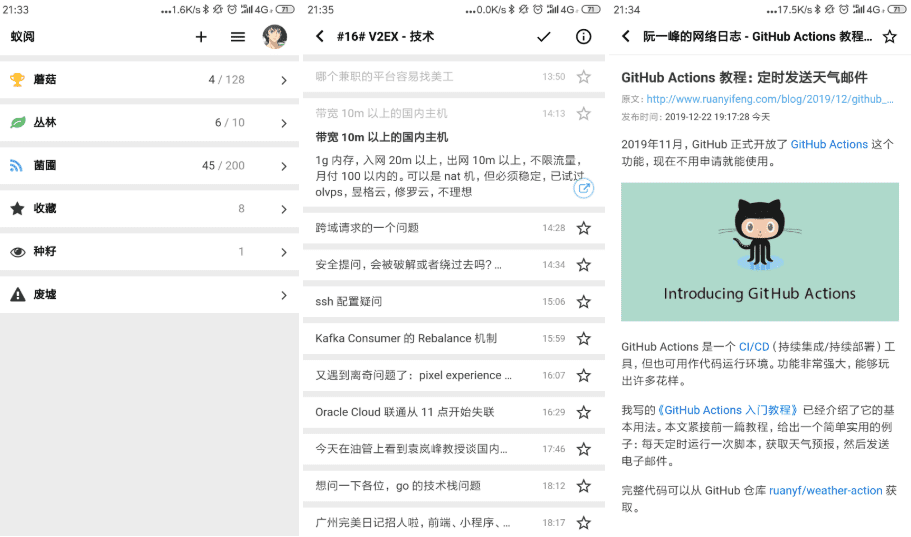 21:33
...1.6K/s 4G 71
蚁阅
蘑菇 4 / 128
丛林 6 / 10
菌圃 45 / 200
收藏 8
种籽 1
废墟
21:35
...0.0K/s 4G 71
#16# V2EX - 技术
哪个兼职的平台容易找美工 13:50
带宽 10m 以上的国内主机 14:13
带宽 10m 以上的国内主机
1g 内存，入网 20m 以上，出网 10m 以上，不限流量，
月付 100 以内的。可以是 nat 机，但必须稳定，已试过
olvps，昱格云，修罗云，不理想
跨域请求的一个问题 14:28
安全提问，会被破解或者绕过去吗？... 14:34
ssh 配置疑问 15:06
Kafka Consumer 的 Rebalance 机制 15:59
又遇到离奇问题了：pixel experience ... 16:07
Oracle Cloud 联通从 11 点开始失联 16:29
今天在油管上看到袁岚峰教授谈国内... 17:46
想问一下各位，go 的技术栈问题 18:12
广州完美日记招人啦，前端、小程序、... 18:17
21:34
...17.5K/s 4G 71
阮一峰的网络日志 - GitHub Actions 教程...
GitHub Actions 教程：定时发送天气邮件
原文：http://www.ruanyifeng.com/blog/2019/12/github_...
发布时间：2019-12-22 19:17:28 今天
2019年11月，GitHub 正式开放了 GitHub Actions 这个
功能，现在不用申请就能使用。
Introducing GitHub Actions
GitHub Actions 是一个 CI/CD（持续集成/持续部署）工
具，但也可用作代码运行环境。功能非常强大，能够玩
出许多花样。
我写的《GitHub Actions 入门教程》已经介绍了它的基
本用法。本文紧接前一篇教程，给出一个简单实用的例
子：每天定时运行一次脚本，获取天气预报，然后发送
电子邮件。
完整代码可以从 GitHub 仓库 ruanyf/weather-action 获
取。